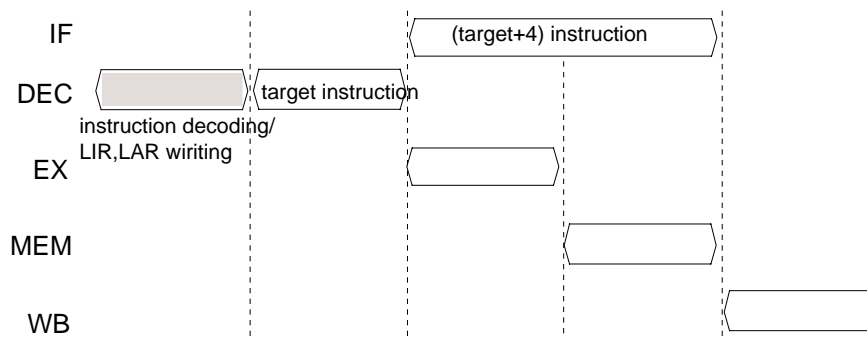 IF
(target+4) instruction
DEC
target instruction
instruction decoding/
LIR,LAR wiriting
EX
MEM
WB